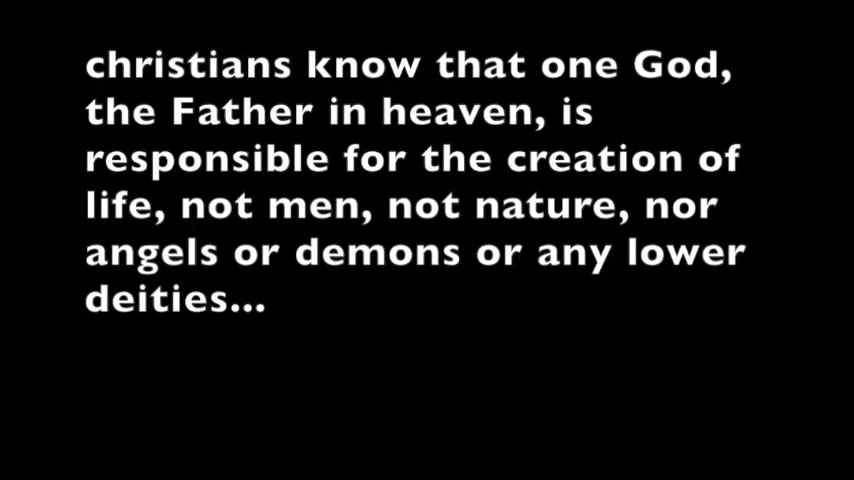 christians know that one God,
the Father in heaven, is
responsible for the creation of
life, not men, not nature, nor
angels or demons or any lower
deities...